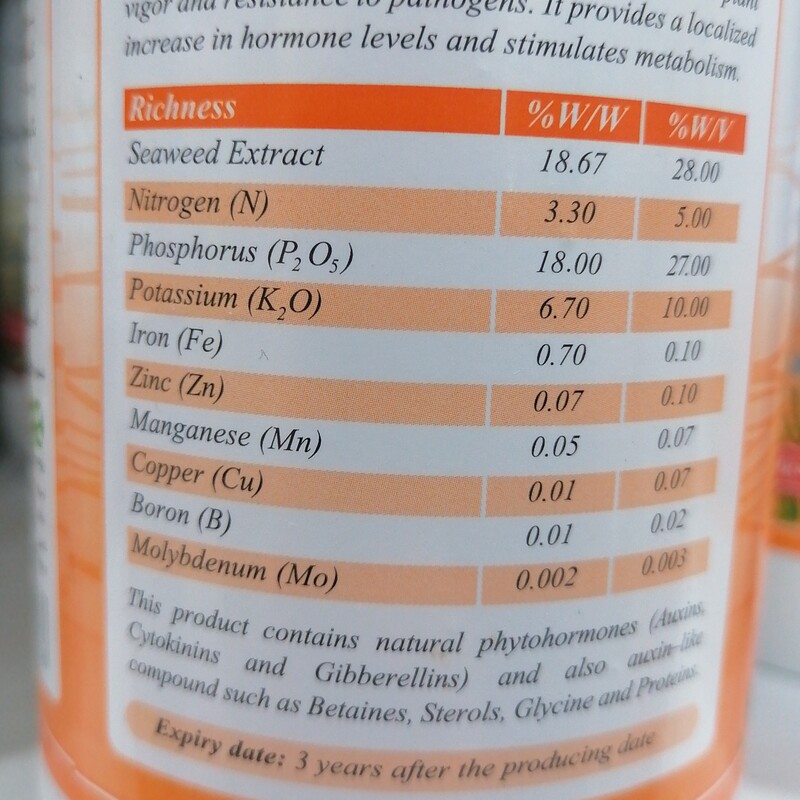 plant
vigor and resistance to pathogens. It provides a localized
increase in hormone levels and stimulates metabolism.
Richness %W/W %W/V
Seaweed Extract 18.67 28.00
Nitrogen (N) 3.30 5.00
Phosphorus (P₂O₅) 18.00 27.00
Potassium (K₂O) 6.70 10.00
Iron (Fe) 0.70 0.10
Zinc (Zn) 0.07 0.10
Manganese (Mn) 0.05 0.07
Copper (Cu) 0.01 0.07
Boron (B) 0.01 0.02
Molybdenum (Mo) 0.002 0.003
This product contains natural phytohormones (Auxins,
Cytokinins and Gibberellins) and also auxin-like
compound such as Betaines, Sterols, Glycine and Proteins.
Expiry date: 3 years after the producing date